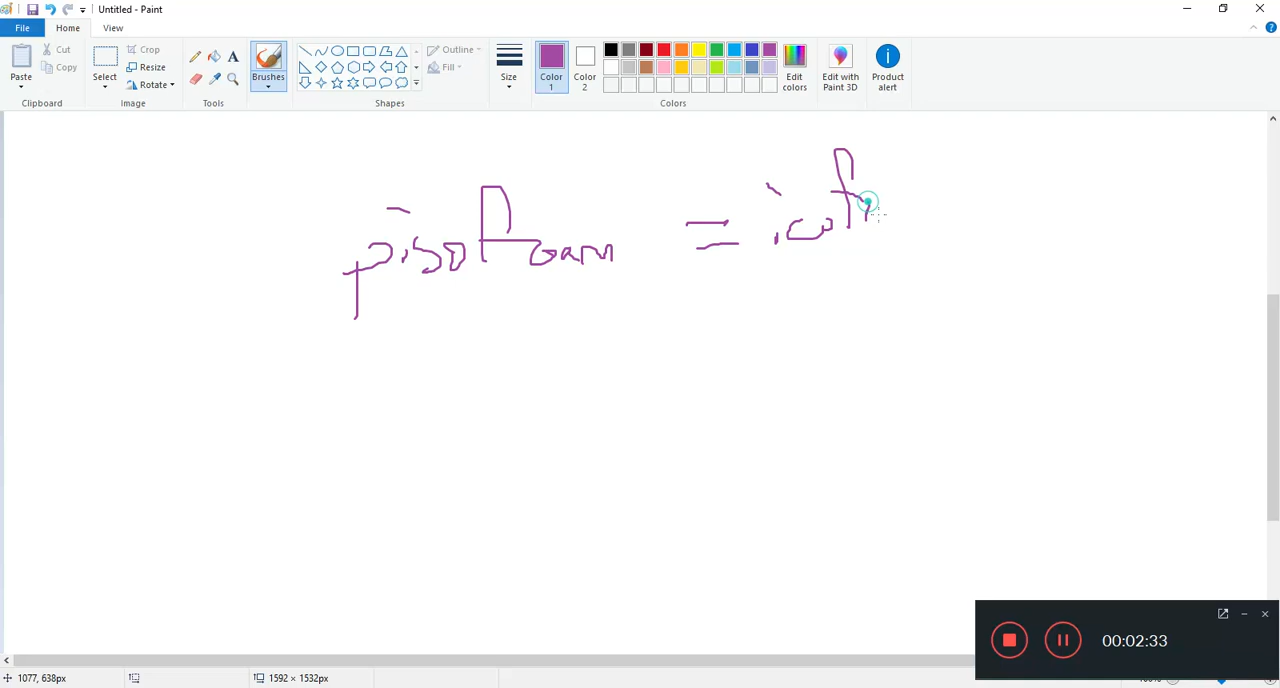 Untitled - Paint
File Home View
Paste
Cut
Copy
Clipboard
Select
Crop
Resize
Rotate
Image
Tools
Brushes
Shapes
Outline
Fill
Size
Color 1
Color 2
Colors
Edit colors
Edit with Paint 3D
Product alert
=
00:02:33
1077, 638px
1592 × 1532px